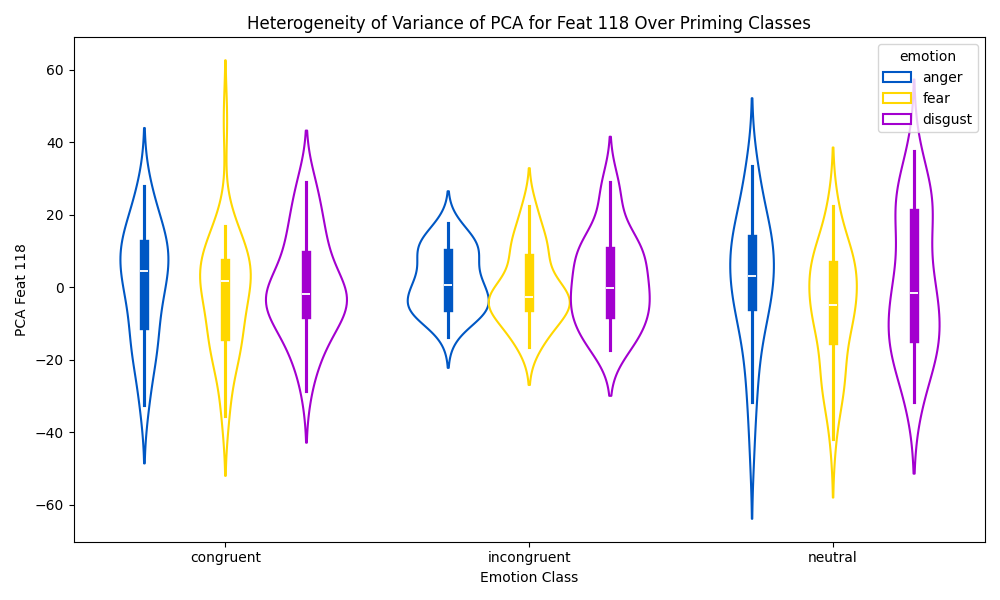 Heterogeneity of Variance of PCA for Feat 118 Over Priming Classes
emotion
anger
fear
disgust
PCA Feat 118
60
40
20
0
−20
−40
−60
congruent
incongruent
neutral
Emotion Class